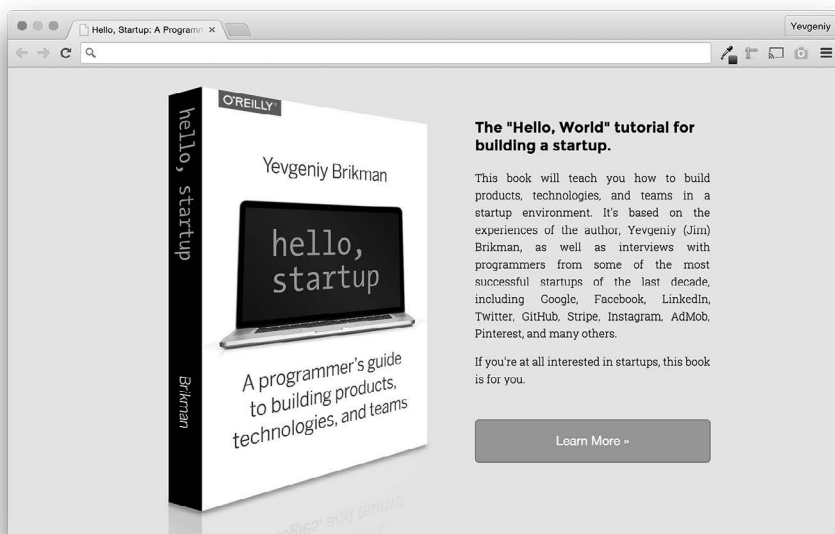 Hello, Startup: A Programm
Yevgeniy
O'REILLY®
hello, startup
Brikman
Yevgeniy Brikman
hello,
startup
A programmer's guide
to building products,
technologies, and teams
The "Hello, World" tutorial for
building a startup.
This book will teach you how to build
products, technologies, and teams in a
startup environment. It's based on the
experiences of the author, Yevgeniy (Jim)
Brikman, as well as interviews with
programmers from some of the most
successful startups of the last decade,
including Google, Facebook, LinkedIn,
Twitter, GitHub, Stripe, Instagram, AdMob,
Pinterest, and many others.
If you're at all interested in startups, this book
is for you.
Learn More »